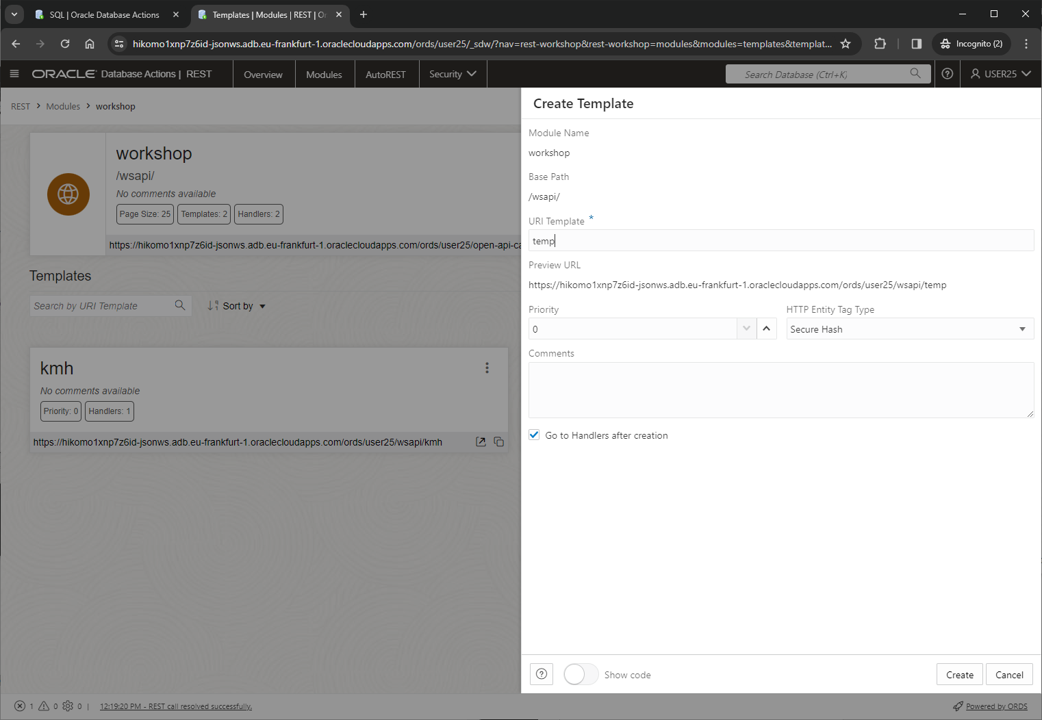 SQL | Oracle Database Actions
Templates | Modules | REST | O
hikomo1xnp7z6id-jsonws.adb.eu-frankfurt-1.oraclecloudapps.com/ords/user25/_sdw/?nav=rest-workshop&rest-workshop=modules&modules=templates&templat...
Incognito (2)
ORACLE Database Actions | REST
Overview
Modules
AutoREST
Security
Search Database (Ctrl+K)
USER25
REST > Modules > workshop
workshop
/wsapi/
No comments available
Page Size: 25
Templates: 2
Handlers: 2
https://hikomo1xnp7z6id-jsonws.adb.eu-frankfurt-1.oraclecloudapps.com/ords/user25/open-api-ca
Templates
Search by URI Template
Sort by
kmh
No comments available
Priority: 0
Handlers: 1
https://hikomo1xnp7z6id-jsonws.adb.eu-frankfurt-1.oraclecloudapps.com/ords/user25/wsapi/kmh
Create Template
Module Name
workshop
Base Path
/wsapi/
URI Template *
temp
Preview URL
https://hikomo1xnp7z6id-jsonws.adb.eu-frankfurt-1.oraclecloudapps.com/ords/user25/wsapi/temp
Priority
0
HTTP Entity Tag Type
Secure Hash
Comments
Go to Handlers after creation
Show code
Create
Cancel
1 0 0 | 12:19:20 PM - REST call resolved successfully.
Powered by ORDS